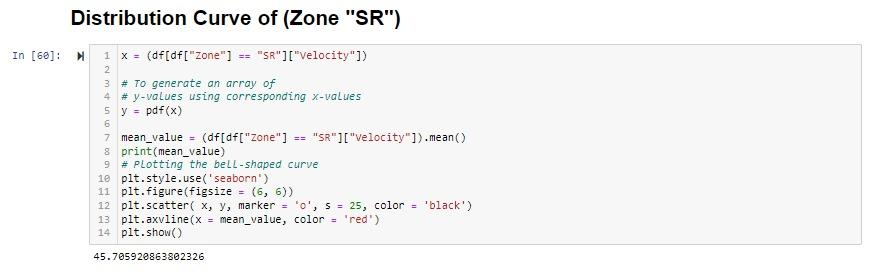 Distribution Curve of (Zone "SR")
In [60]:
1 x = (df[df["Zone"] == "SR"]["Velocity"])
2
3 # To generate an array of
4 # y-values using corresponding x-values
5 y = pdf(x)
6
7 mean_value = (df[df["Zone"] == "SR"]["Velocity"]).mean()
8 print(mean_value)
9 # Plotting the bell-shaped curve
10 plt.style.use('seaborn')
11 plt.figure(figsize = (6, 6))
12 plt.scatter( x, y, marker = 'o', s = 25, color = 'black')
13 plt.axvline(x = mean_value, color = 'red')
14 plt.show()
45.705920863802326